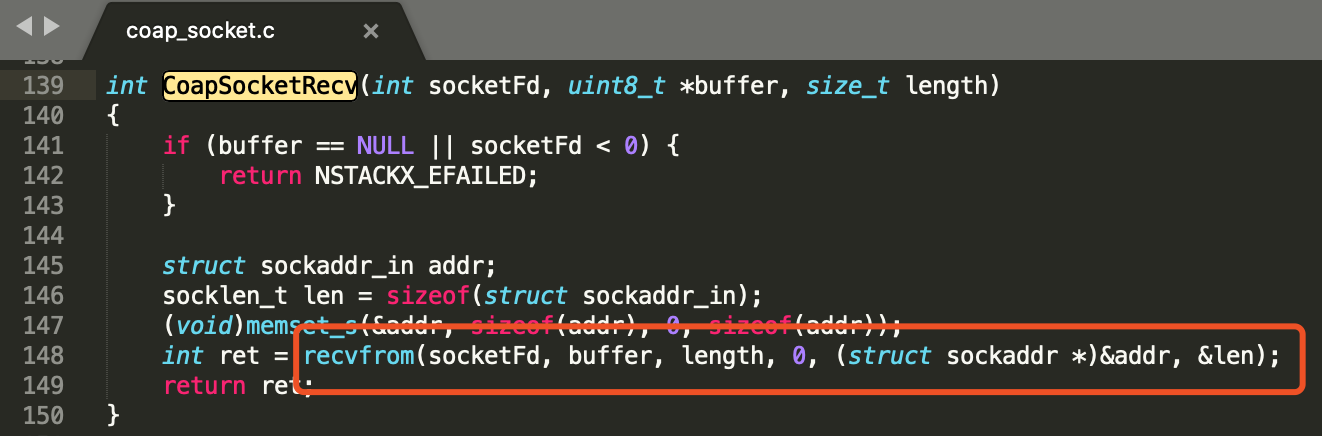 coap_socket.c ×
139 int CoapSocketRecv(int socketFd, uint8_t *buffer, size_t length)
140 {
141     if (buffer == NULL || socketFd < 0) {
142         return NSTACKX_EFAILED;
143     }
144
145     struct sockaddr_in addr;
146     socklen_t len = sizeof(struct sockaddr_in);
147     (void)memset_s(&addr, sizeof(addr), 0, sizeof(addr));
148     int ret = recvfrom(socketFd, buffer, length, 0, (struct sockaddr *)&addr, &len);
149     return ret;
150 }